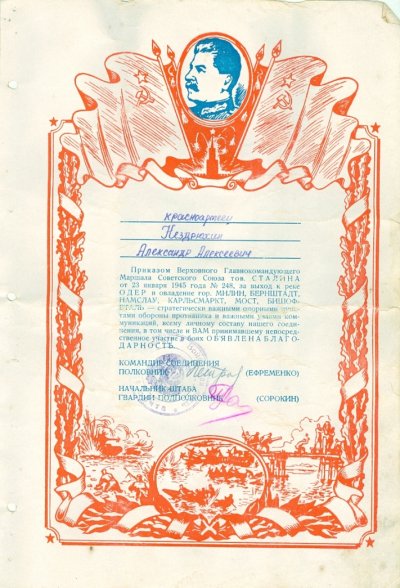 красноармеец
Нездрюхин
Александр Алексеевич
Приказом Верховного Главнокомандующего
Маршала Советского Союза тов. СТАЛИНА
от 23 января 1945 года № 248, за выход к реке
ОДЕР и овладение гор. МИЛИЧ, БЕРНШТАДТ,
НАМСЛАУ, КАРЛЬСМАРКТ, МОСТ, БИШОФ-
СТАЛЬ — стратегически важными опорными пунк-
тами обороны противника и важными узлами ком-
муникаций, всему личному составу нашего соеди-
нения, в том числе и ВАМ принимавшему непосред-
ственное участие в боях ОБЪЯВЛЕНА БЛАГО-
ДАРНОСТЬ.
КОМАНДИР СОЕДИНЕНИЯ
ПОЛКОВНИК (ЕФРЕМЕНКО)
НАЧАЛЬНИК ШТАБА
ГВАРДИИ ПОДПОЛКОВНИК (СОРОКИН)